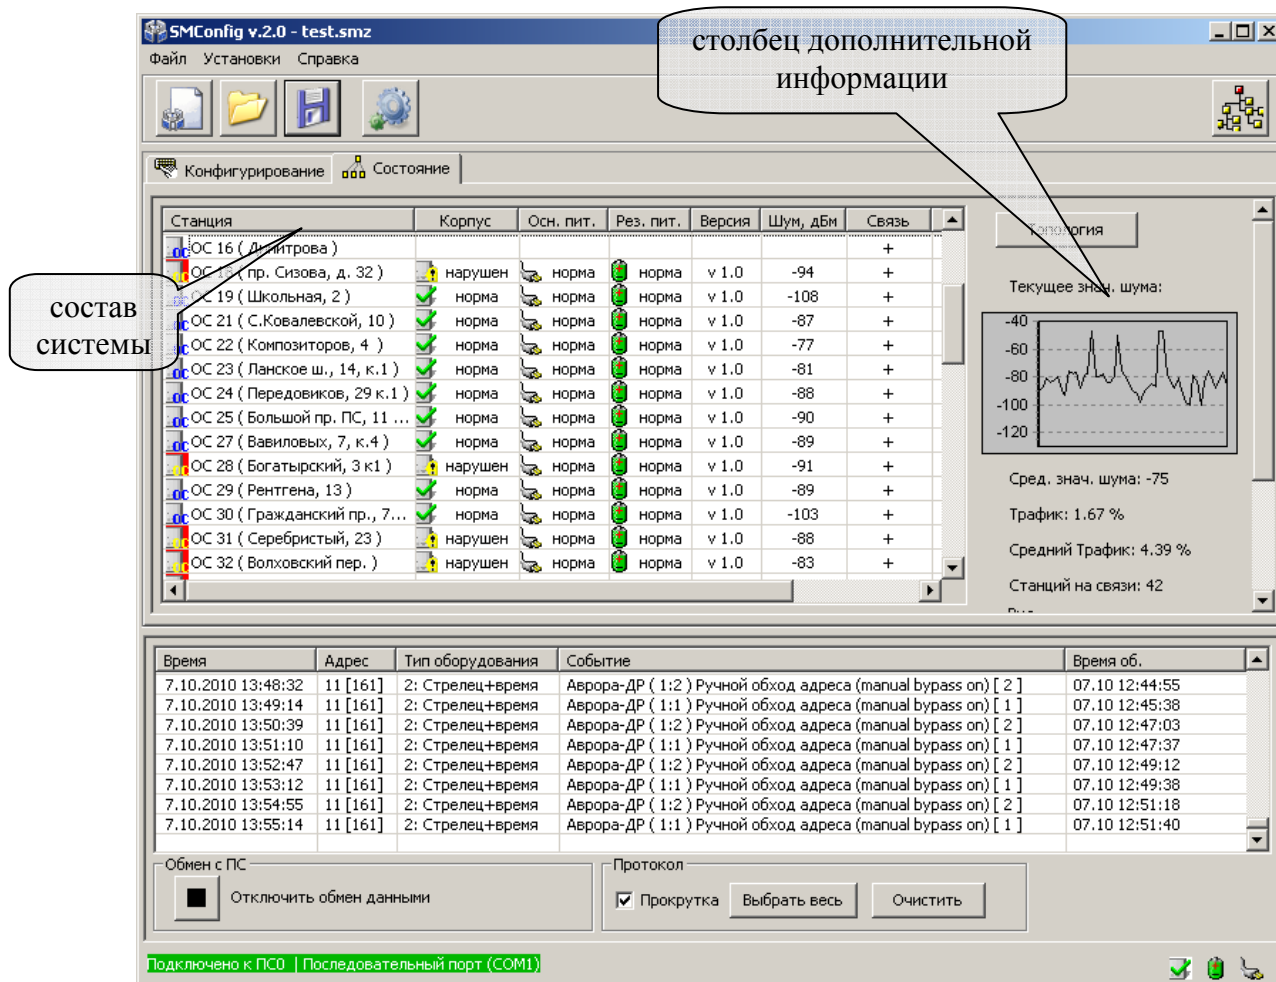 SMConfig v.2.0 - test.smz
столбец дополнительной
информации
Файл Установки Справка
Конфигурирование Состояние
Станция Корпус Осн. пит. Рез. пит. Версия Шум, дБм Связь
Топология
ОС 16 ( Димитрова ) +
ОС 18 ( пр. Сизова, д. 32 ) нарушен норма норма v 1.0 -94 +
ОС 19 ( Школьная, 2 ) норма норма норма v 1.0 -108 +
ОС 21 ( С.Ковалевской, 10 ) норма норма норма v 1.0 -87 +
ОС 22 ( Композиторов, 4 ) норма норма норма v 1.0 -77 +
ОС 23 ( Ланское ш., 14, к.1 ) норма норма норма v 1.0 -81 +
ОС 24 ( Передовиков, 29 к.1 ) норма норма норма v 1.0 -88 +
ОС 25 ( Большой пр. ПС, 11 ... норма норма норма v 1.0 -90 +
ОС 27 ( Вавиловых, 7, к.4 ) норма норма норма v 1.0 -89 +
ОС 28 ( Богатырский, 3 к1 ) нарушен норма норма v 1.0 -91 +
ОС 29 ( Рентгена, 13 ) норма норма норма v 1.0 -89 +
ОС 30 ( Гражданский пр., 7... норма норма норма v 1.0 -103 +
ОС 31 ( Серебристый, 23 ) нарушен норма норма v 1.0 -88 +
ОС 32 ( Волховский пер. ) нарушен норма норма v 1.0 -83 +
состав
системы
Текущее знач. шума:
-40
-60
-80
-100
-120
Сред. знач. шума: -75
Трафик: 1.67 %
Средний Трафик: 4.39 %
Станций на связи: 42
Время Адрес Тип оборудования Событие Время об.
7.10.2010 13:48:32 11 [161] 2: Стрелец+время Аврора-ДР ( 1:2 ) Ручной обход адреса (manual bypass on) [ 2 ] 07.10 12:44:55
7.10.2010 13:49:14 11 [161] 2: Стрелец+время Аврора-ДР ( 1:1 ) Ручной обход адреса (manual bypass on) [ 1 ] 07.10 12:45:38
7.10.2010 13:50:39 11 [161] 2: Стрелец+время Аврора-ДР ( 1:2 ) Ручной обход адреса (manual bypass on) [ 2 ] 07.10 12:47:03
7.10.2010 13:51:10 11 [161] 2: Стрелец+время Аврора-ДР ( 1:1 ) Ручной обход адреса (manual bypass on) [ 1 ] 07.10 12:47:37
7.10.2010 13:52:47 11 [161] 2: Стрелец+время Аврора-ДР ( 1:2 ) Ручной обход адреса (manual bypass on) [ 2 ] 07.10 12:49:12
7.10.2010 13:53:12 11 [161] 2: Стрелец+время Аврора-ДР ( 1:1 ) Ручной обход адреса (manual bypass on) [ 1 ] 07.10 12:49:38
7.10.2010 13:54:55 11 [161] 2: Стрелец+время Аврора-ДР ( 1:2 ) Ручной обход адреса (manual bypass on) [ 2 ] 07.10 12:51:18
7.10.2010 13:55:14 11 [161] 2: Стрелец+время Аврора-ДР ( 1:1 ) Ручной обход адреса (manual bypass on) [ 1 ] 07.10 12:51:40
Обмен с ПС Протокол
Отключить обмен данными Прокрутка Выбрать весь Очистить
Подключено к ПС0 | Последовательный порт (COM1)